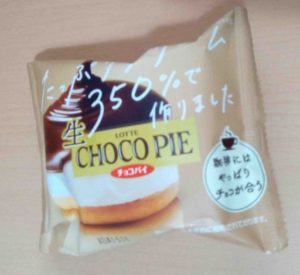 たっぷりクリーム
350%で
作りました
生
LOTTE
CHOCO PIE
チョコパイ
珈琲には
やっぱり
チョコが合う